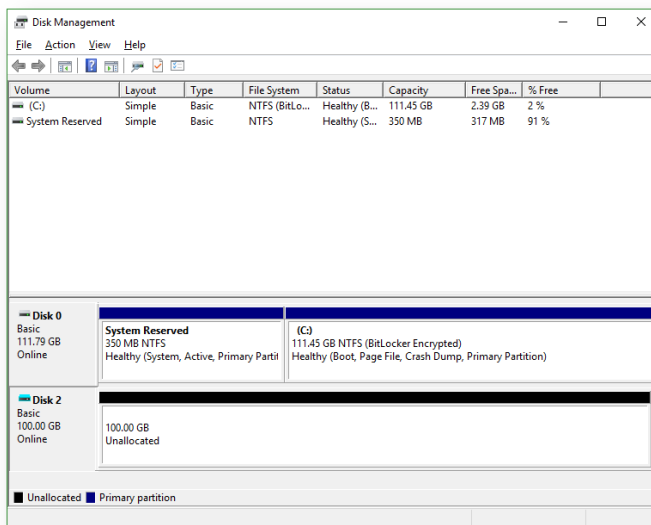 Disk Management
File Action View Help
Volume Layout Type File System Status Capacity Free Spa... % Free
(C:) Simple Basic NTFS (BitLo... Healthy (B... 111.45 GB 2.39 GB 2 %
System Reserved Simple Basic NTFS Healthy (S... 350 MB 317 MB 91 %
Disk 0
Basic
111.79 GB
Online
System Reserved
350 MB NTFS
Healthy (System, Active, Primary Partit
(C:)
111.45 GB NTFS (BitLocker Encrypted)
Healthy (Boot, Page File, Crash Dump, Primary Partition)
Disk 2
Basic
100.00 GB
Online
100.00 GB
Unallocated
Unallocated Primary partition